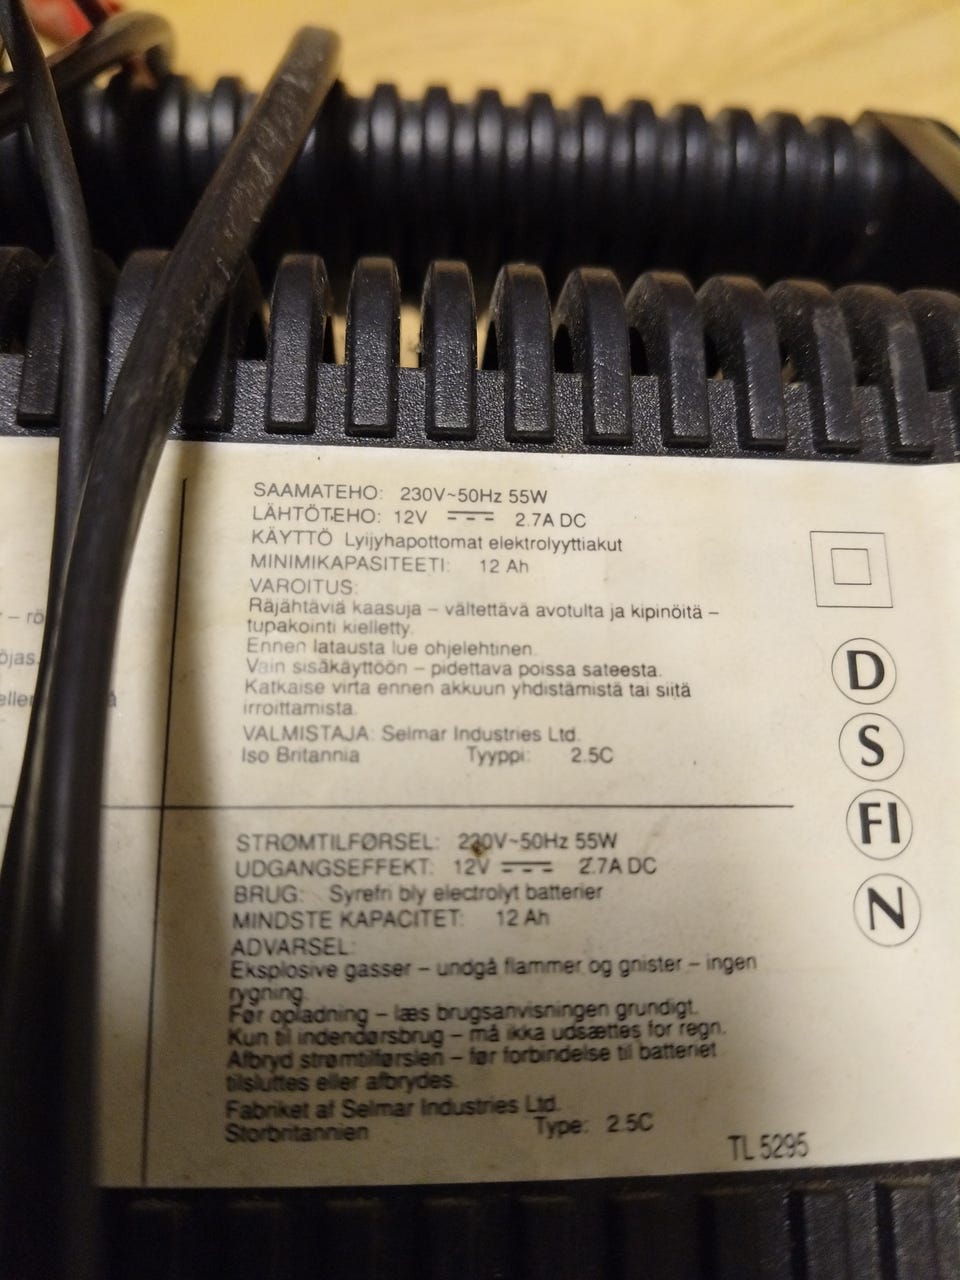 – rö
öjas.
eller
å
SAAMATEHO: 230V~50Hz 55W
LÄHTÖTEHO: 12V 2.7A DC
KÄYTTÖ Lyijyhapottomat elektrolyyttiakut
MINIMIKAPASITEETI: 12 Ah
VAROITUS:
Räjähtäviä kaasuja – vältettävä avotulta ja kipinöitä –
tupakointi kielletty.
Ennen latausta lue ohjelehtinen.
Vain sisäkäyttöön – pidettava poissa sateesta.
Katkaise virta ennen akkuun yhdistämistä tai siitä
irroittamista.
VALMISTAJA: Selmar Industries Ltd.
Iso Britannia Tyyppi: 2.5C
D
S
FI
N
STRØMTILFØRSEL: 230V~50Hz 55W
UDGANGSEFFEKT: 12V 2.7A DC
BRUG: Syrefri bly electrolyt batterier
MINDSTE KAPACITET: 12 Ah
ADVARSEL:
Eksplosive gasser – undgå flammer og gnister – ingen
rygning.
Før opladning – læs brugsanvisningen grundigt.
Kun til indendørsbrug – må ikka udsættes for regn.
Afbryd strømtilførslen – før forbindelse til batteriet
tilsluttes eller afbrydes.
Fabriket af Selmar Industries Ltd.
Storbritannien Type: 2.5C
TL 5295